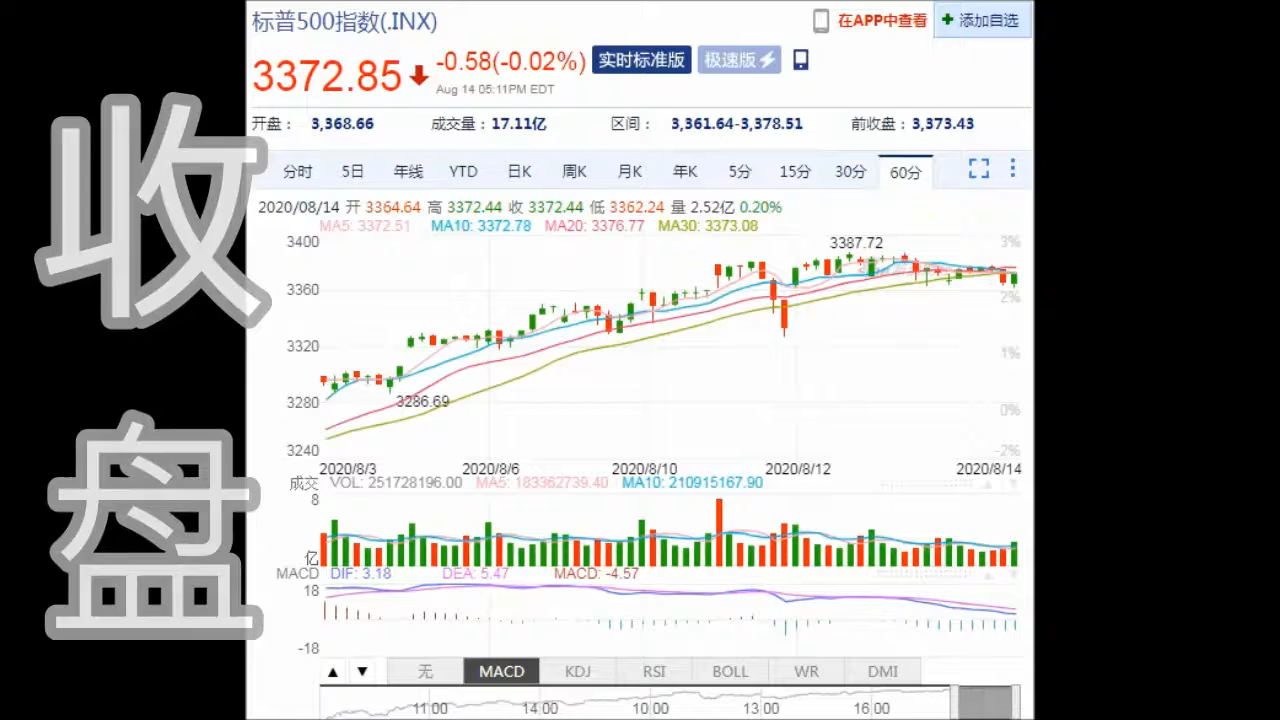 收盘
标普500指数(.INX)
在APP中查看
添加自选
3372.85 -0.58(-0.02%) 实时标准版 极速版
Aug 14 05:11PM EDT
开盘： 3,368.66 成交量：17.11亿 区间： 3,361.64-3,378.51 前收盘：3,373.43
分时 5日 年线 YTD 日K 周K 月K 年K 5分 15分 30分 60分
2020/08/14 开 3364.64 高 3372.44 收 3372.44 低 3362.24 量 2.52亿 0.20%
MA5: 3372.51 MA10: 3372.78 MA20: 3376.77 MA30: 3373.08
3400 3387.72 3%
3360 2%
3320 1%
3280 3286.69 0%
3240 -2%
2020/8/3 2020/8/6 2020/8/10 2020/8/12 2020/8/14
成交 VOL: 251728196.00 MA5: 183362739.40 MA10: 210915167.90
8
亿
MACD DIF: 3.18 DEA: 5.47 MACD: -4.57
18
-18
▲ ▼ 无 MACD KDJ RSI BOLL WR DMI
11:00 14:00 10:00 13:00 16:00